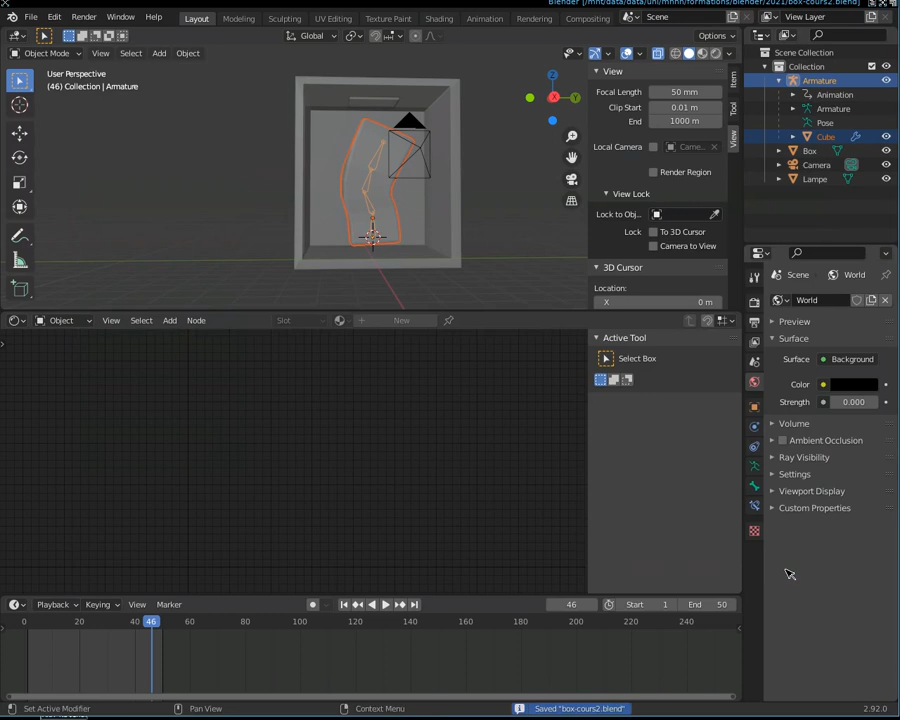 Blender [/mnt/data/data/uni/mnhn/formations/blender/2021/box-cours2.blend]
File Edit Render Window Help Layout Modeling Sculpting UV Editing Texture Paint Shading Animation Rendering Compositing Scene View Layer
Global Options
Object Mode View Select Add Object
User Perspective
(46) Collection | Armature
Z
X
Y
View
Focal Length 50 mm
Clip Start 0.01 m
End 1000 m
Local Camera Came...
Render Region
View Lock
Lock to Obj...
Lock To 3D Cursor
Camera to View
3D Cursor
Location:
X 0 m
Item
Tool
View
Scene Collection
Collection
Armature
Animation
Armature
Pose
Cube
Box
Camera
Lampe
Scene World
World
Preview
Surface
Surface Background
Color
Strength 0.000
Volume
Ambient Occlusion
Ray Visibility
Settings
Viewport Display
Custom Properties
Object View Select Add Node Slot New
Active Tool
Select Box
Playback Keying View Marker 46 Start 1 End 50
0 20 40 46 60 80 100 120 140 160 180 200 220 240
Set Active Modifier Pan View Context Menu Saved "box-cours2.blend" 2.92.0